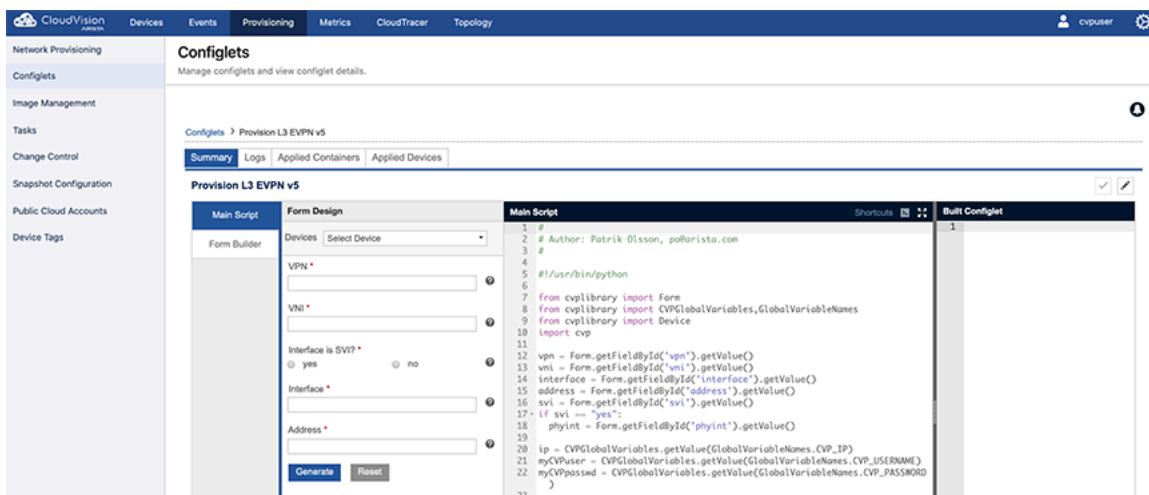 CloudVision
ARISTA
Devices Events Provisioning Metrics CloudTracer Topology cvpuser
Network Provisioning
Configlets
Image Management
Tasks
Change Control
Snapshot Configuration
Public Cloud Accounts
Device Tags
Configlets
Manage configlets and view configlet details.
Configlets > Provision L3 EVPN v5
Summary Logs Applied Containers Applied Devices
Provision L3 EVPN v5
Main Script
Form Builder
Form Design
Devices Select Device
VPN *
VNI *
Interface is SVI? *
yes no
Interface *
Address *
Generate Reset
Main Script Shortcuts
1 #
2 # Author: Patrik Olsson, po@arista.com
3 #
4
5 #!/usr/bin/python
6
7 from cvplibrary import Form
8 from cvplibrary import CVPGlobalVariables,GlobalVariableNames
9 from cvplibrary import Device
10 import cvp
11
12 vpn = Form.getFieldById('vpn').getValue()
13 vni = Form.getFieldById('vni').getValue()
14 interface = Form.getFieldById('interface').getValue()
15 address = Form.getFieldById('address').getValue()
16 svi = Form.getFieldById('svi').getValue()
17 if svi == "yes":
18 phyint = Form.getFieldById('phyint').getValue()
19
20 ip = CVPGlobalVariables.getValue(GlobalVariableNames.CVP_IP)
21 myCVPuser = CVPGlobalVariables.getValue(GlobalVariableNames.CVP_USERNAME)
22 myCVPpasswd = CVPGlobalVariables.getValue(GlobalVariableNames.CVP_PASSWORD
)
Built Configlet
1